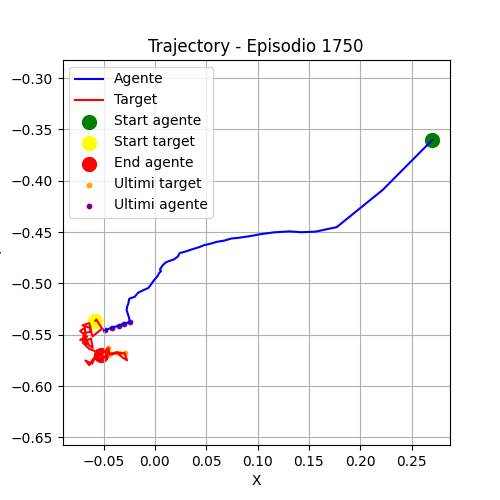 Trajectory - Episodio 1750
Agente
Target
Start agente
Start target
End agente
Ultimi target
Ultimi agente
−0.30
−0.35
−0.40
−0.45
−0.50
−0.55
−0.60
−0.65
−0.05
0.00
0.05
0.10
0.15
0.20
0.25
X